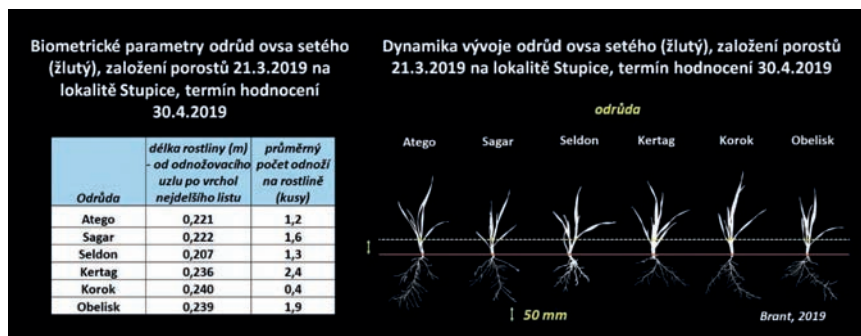 Biometrické parametry odrůd ovsa setého
(žlutý), založení porostů 21.3.2019 na
lokalitě Stupice, termín hodnocení
30.4.2019
Odrůda délka rostliny (m) - od odnožovacího uzlu po vrchol nejdelšího listu průměrný počet odnoží na rostlině (kusy)
Atego 0,221 1,2
Sagar 0,222 1,6
Seldon 0,207 1,3
Kertag 0,236 2,4
Korok 0,240 0,4
Obelisk 0,239 1,9
Dynamika vývoje odrůd ovsa setého (žlutý), založení porostů
21.3.2019 na lokalitě Stupice, termín hodnocení 30.4.2019
odrůda
Atego Sagar Seldon Kertag Korok Obelisk
50 mm
Brant, 2019